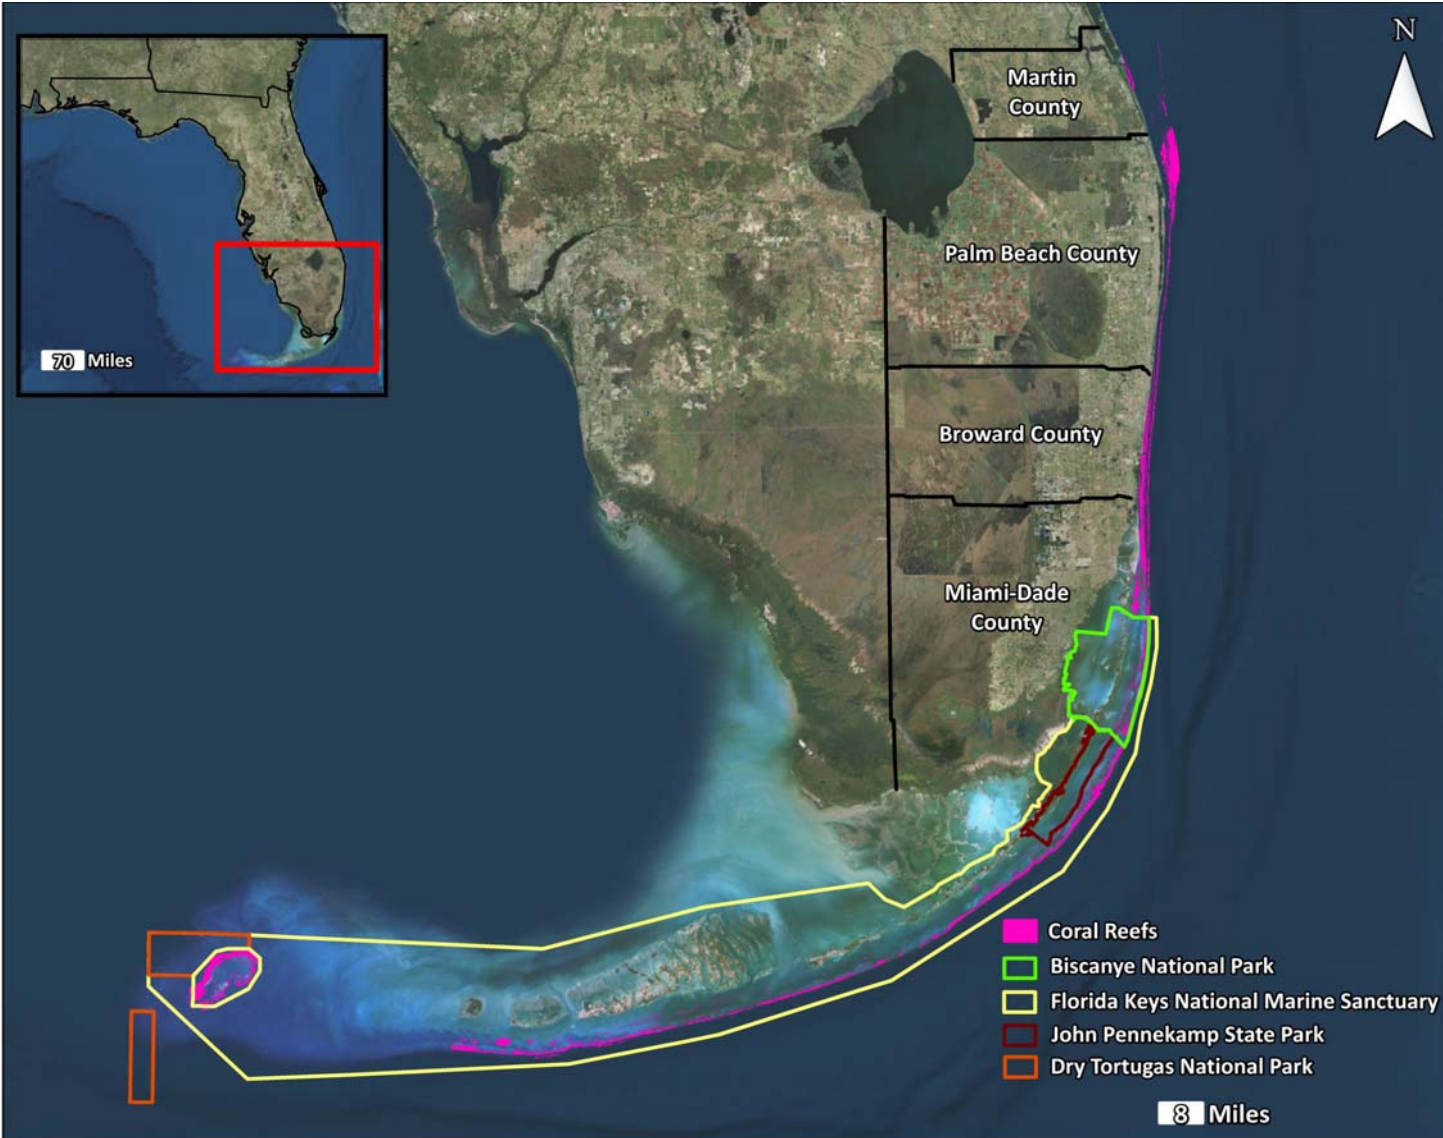 N
Martin
County
70 Miles
Palm Beach County
Broward County
Miami-Dade
County
Coral Reefs
Biscanye National Park
Florida Keys National Marine Sanctuary
John Pennekamp State Park
Dry Tortugas National Park
8 Miles